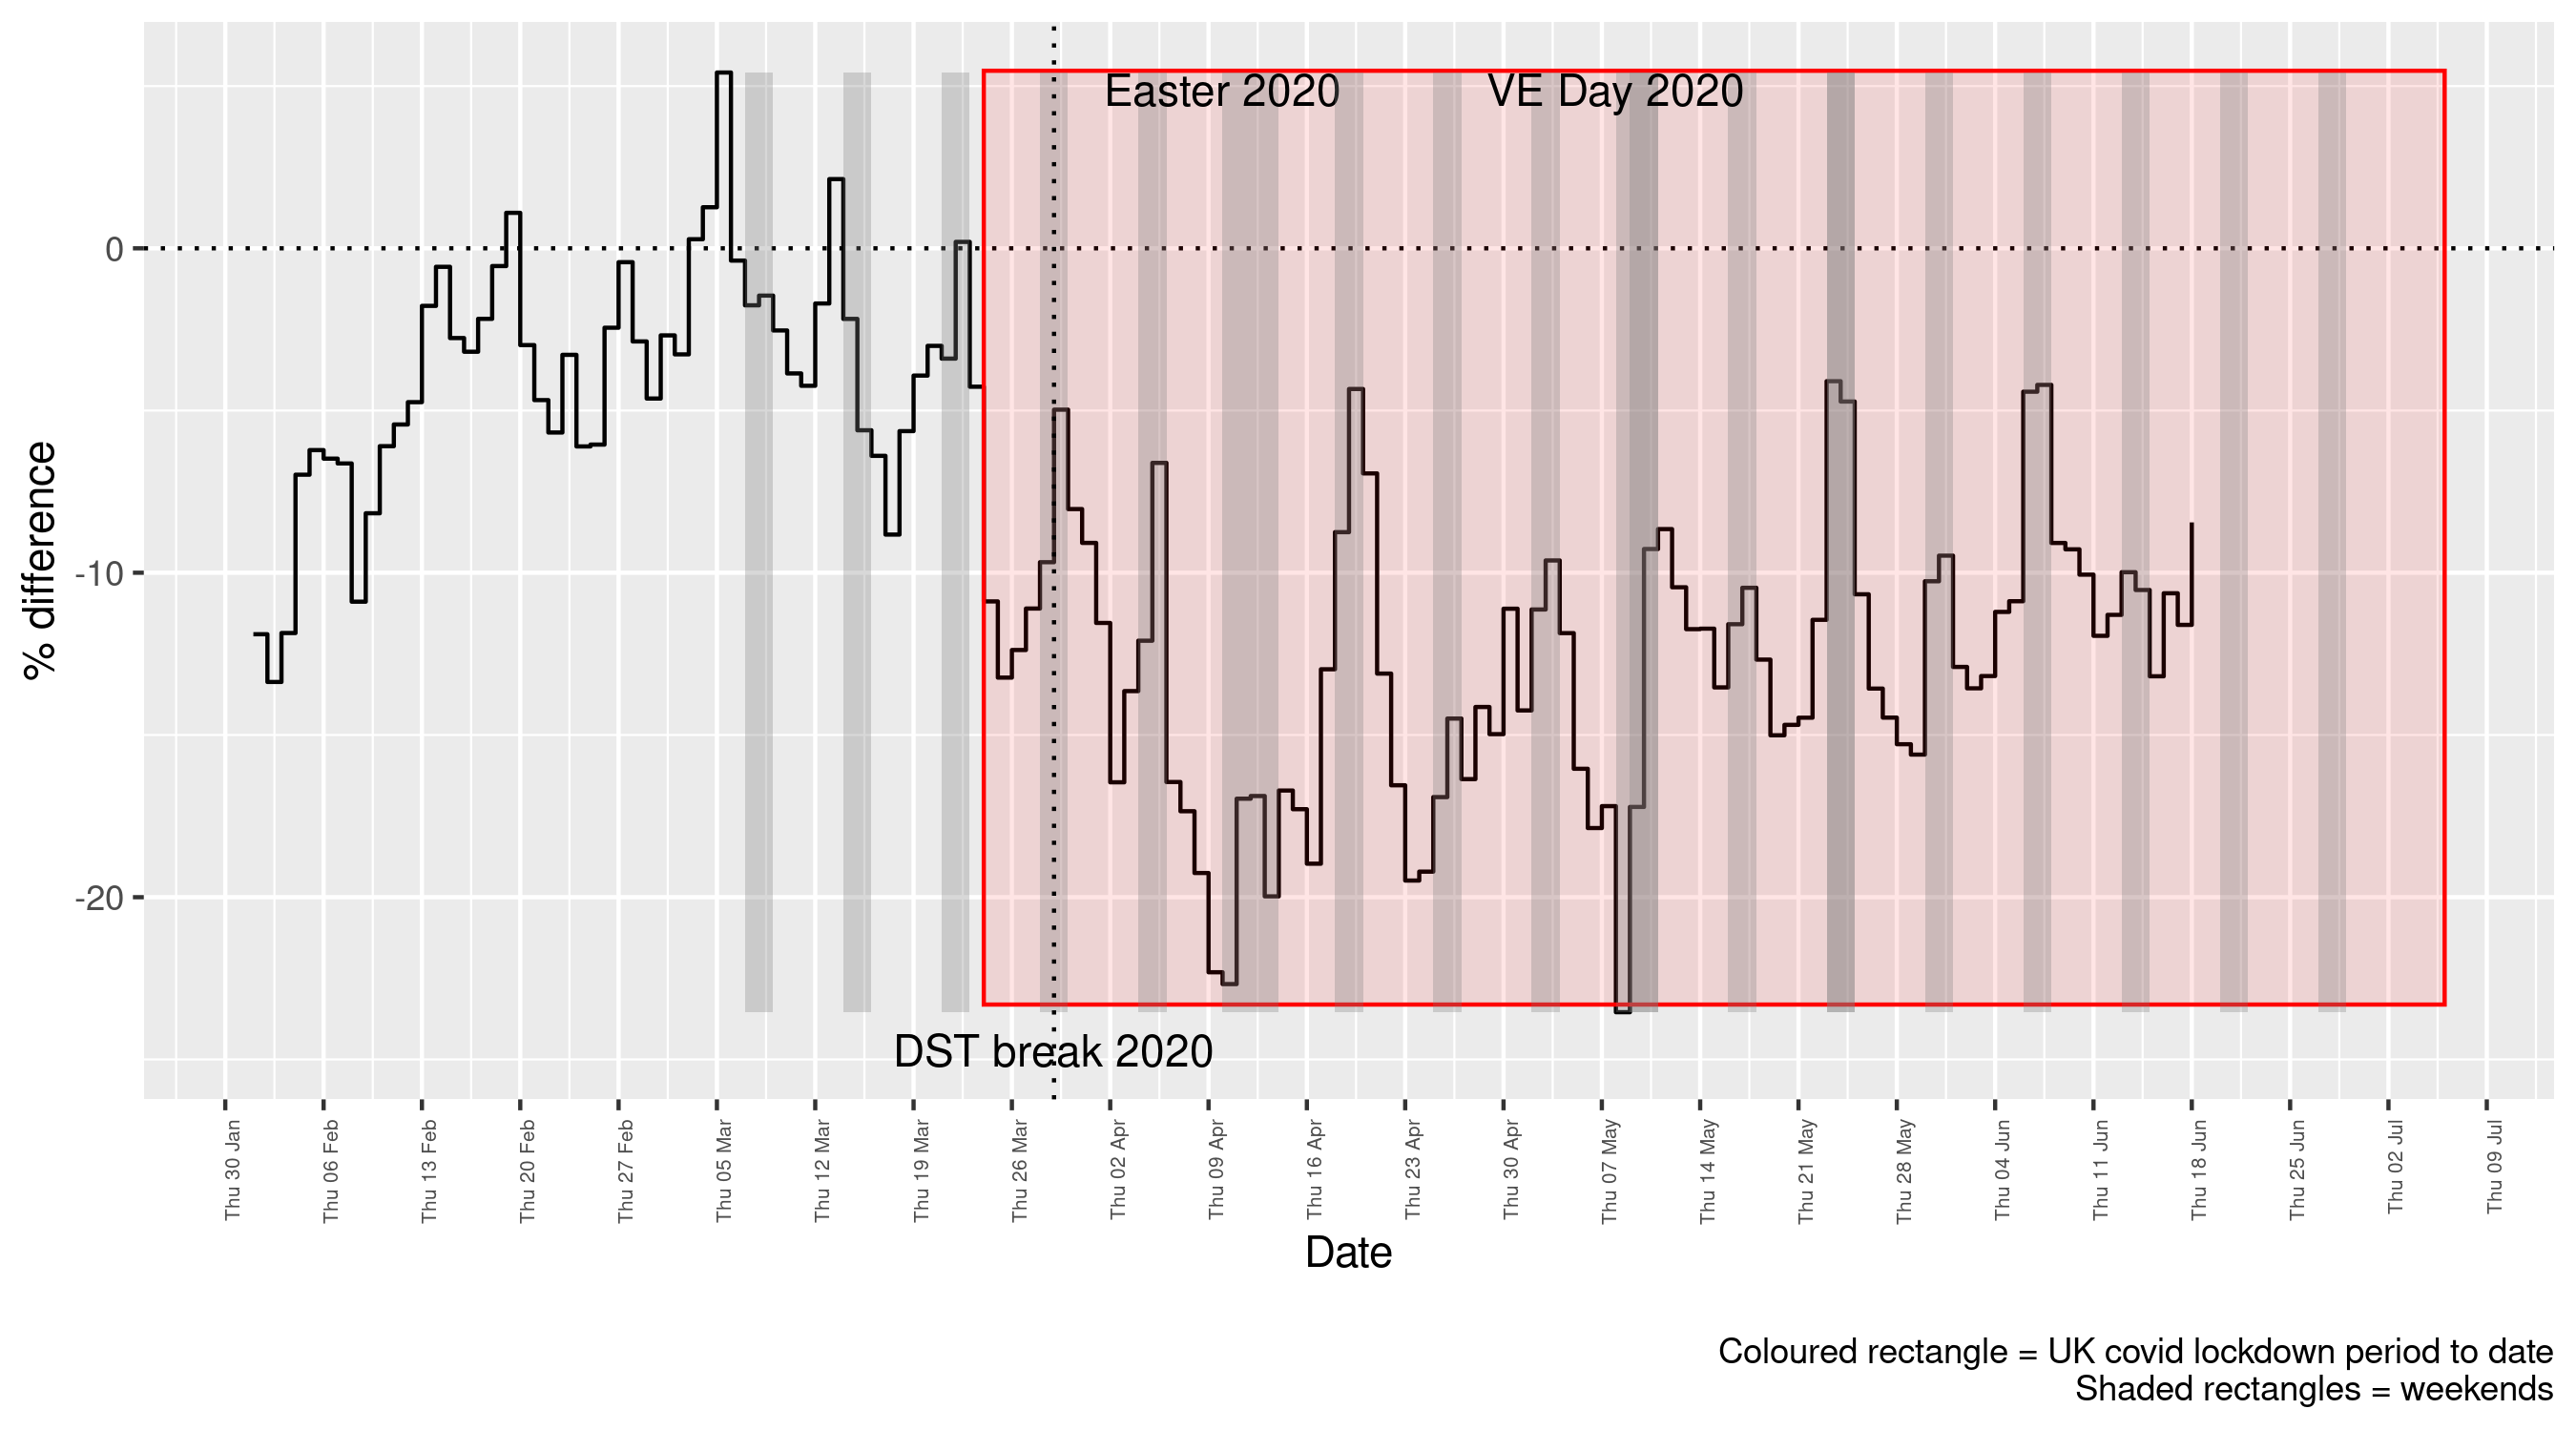 Easter 2020
VE Day 2020
0
-10
-20
% difference
DST break 2020
Thu 30 Jan
Thu 06 Feb
Thu 13 Feb
Thu 20 Feb
Thu 27 Feb
Thu 05 Mar
Thu 12 Mar
Thu 19 Mar
Thu 26 Mar
Thu 02 Apr
Thu 09 Apr
Thu 16 Apr
Thu 23 Apr
Thu 30 Apr
Thu 07 May
Thu 14 May
Thu 21 May
Thu 28 May
Thu 04 Jun
Thu 11 Jun
Thu 18 Jun
Thu 25 Jun
Thu 02 Jul
Thu 09 Jul
Date
Coloured rectangle = UK covid lockdown period to date
Shaded rectangles = weekends